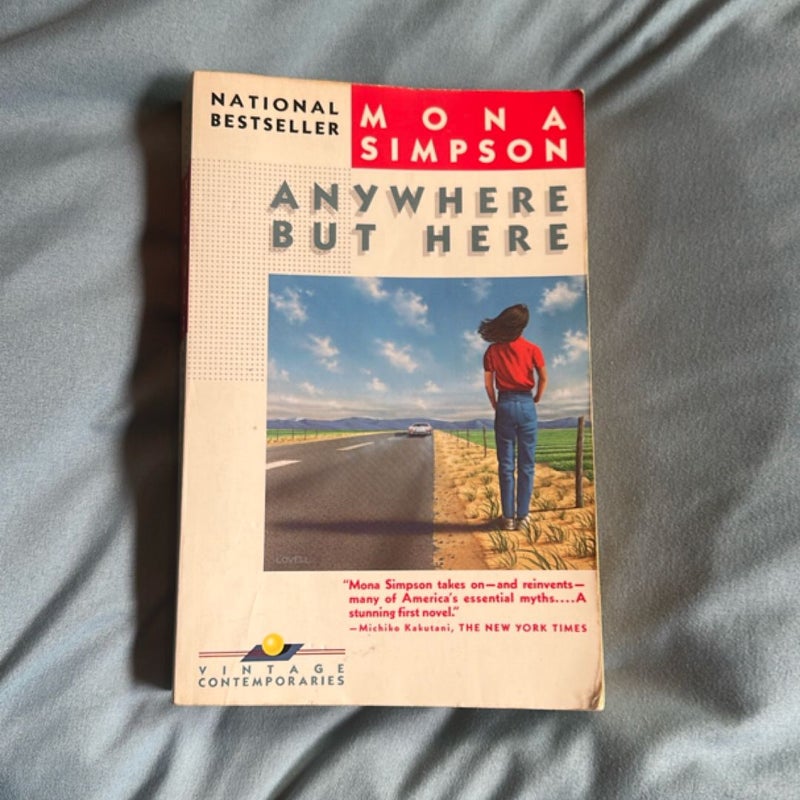 NATIONAL
BESTSELLER
MONA
SIMPSON
ANYWHERE
BUT HERE
LOVELL
“Mona Simpson takes on—and reinvents—
many of America's essential myths....A
stunning first novel.”
—Michiko Kakutani, THE NEW YORK TIMES
VINTAGE
CONTEMPORARIES